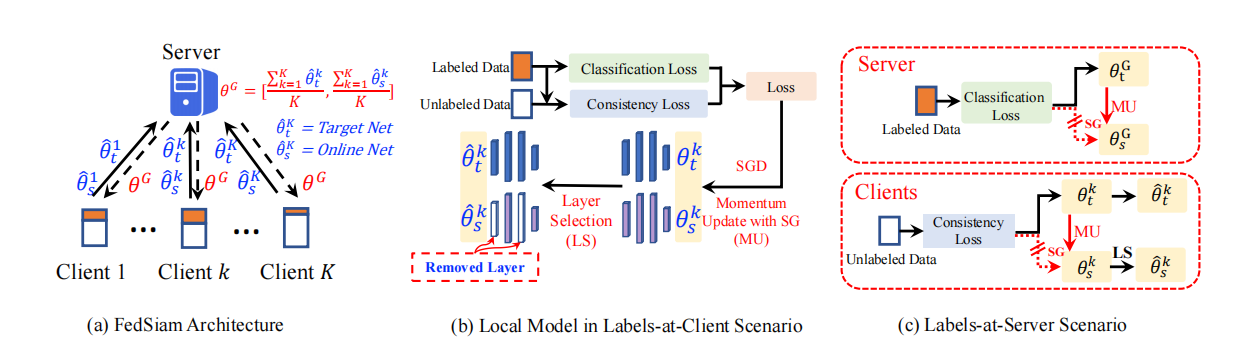 Server
θ^G = [∑_{k=1}^{K} θ̂_t^k / K, ∑_{k=1}^{K} θ̂_s^k / K]
θ̂_t^K = Target Net
θ̂_s^K = Online Net
θ̂_t^1 θ̂_t^k θ̂_t^K
θ̂_s^1 θ^G θ̂_s^k θ^G θ̂_s^K θ^G
... ...
Client 1 Client k Client K
(a) FedSiam Architecture
Labeled Data
Unlabeled Data
Classification Loss
Consistency Loss
Loss
SGD
Momentum
Update with SG
(MU)
θ_t^k
θ_s^k
Layer
Selection
(LS)
θ̂_t^k
θ̂_s^k
Removed Layer
(b) Local Model in Labels-at-Client Scenario
Server
Labeled Data
Classification
Loss
θ_t^G
MU
SG
θ_s^G
Clients
Unlabeled Data
Consistency
Loss
θ_t^k θ̂_t^k
MU
SG
LS
θ_s^k θ̂_s^k
(c) Labels-at-Server Scenario